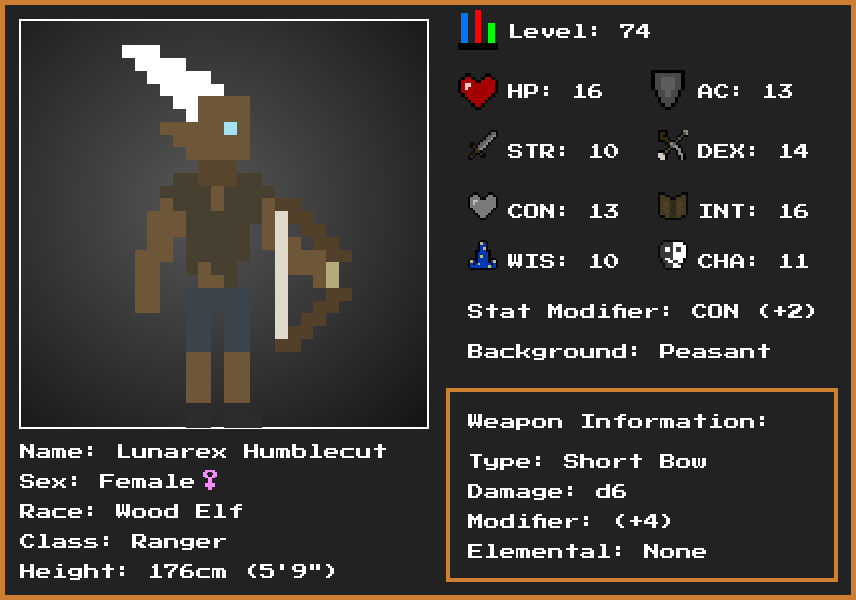 Level: 74
HP: 16 AC: 13
STR: 10 DEX: 14
CON: 13 INT: 16
WIS: 10 CHA: 11
Stat Modifier: CON (+2)
Background: Peasant
Weapon Information:
Type: Short Bow
Damage: d6
Modifier: (+4)
Elemental: None
Name: Lunarex Humblecut
Sex: Female♀
Race: Wood Elf
Class: Ranger
Height: 176cm (5'9")